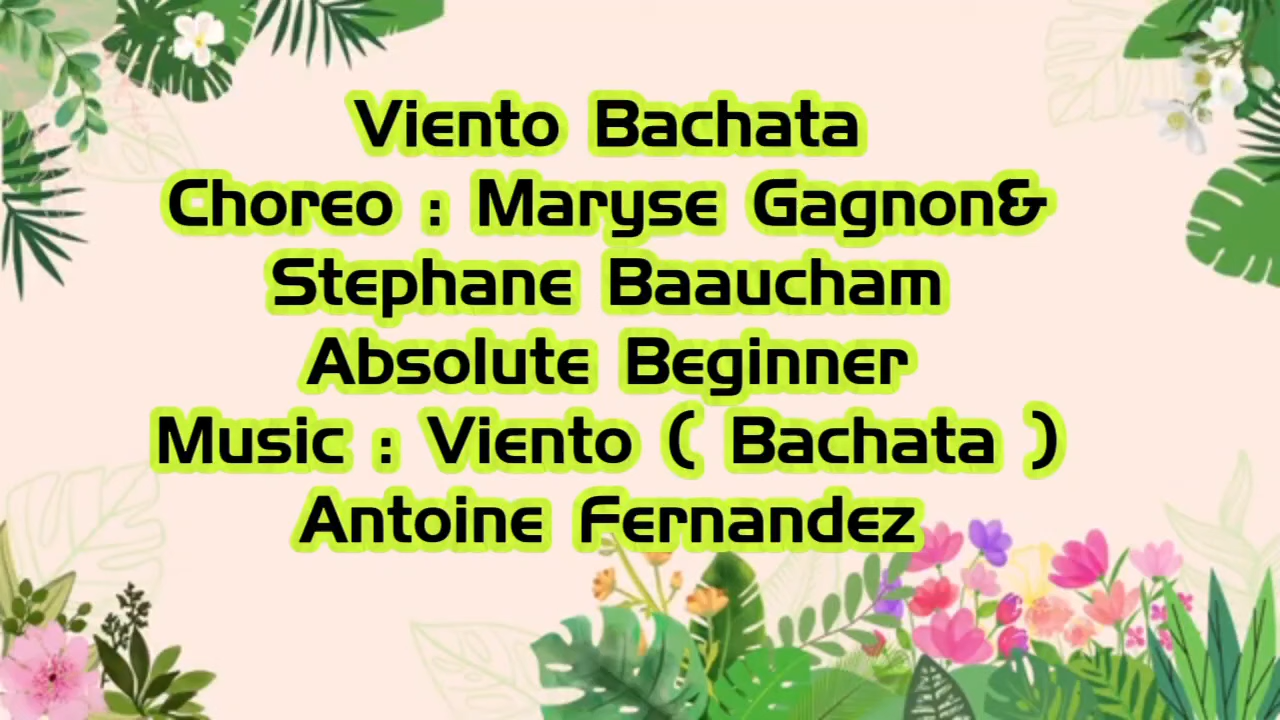 Viento Bachata
Choreo : Maryse Gagnon&
Stephane Baaucham
Absolute Beginner
Music : Viento ( Bachata )
Antoine Fernandez